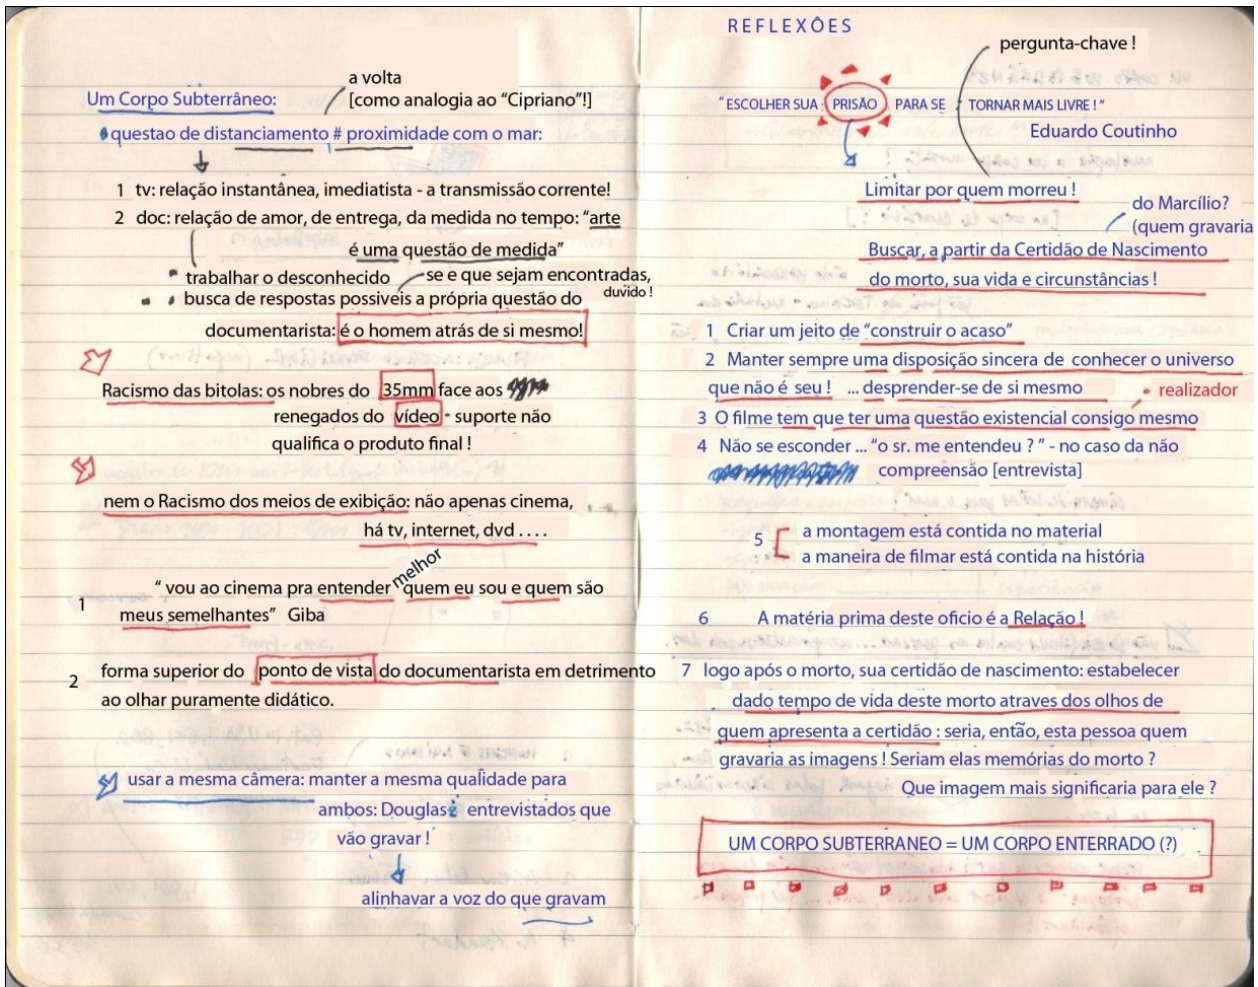 a volta
Um Corpo Subterrâneo: [como analogia ao "Cipriano"!]
questao de distanciamento # proximidade com o mar:
1 tv: relação instantânea, imediatista - a transmissão corrente!
2 doc: relação de amor, de entrega, da medida no tempo: "arte
é uma questão de medida"
trabalhar o desconhecido se e que sejam encontradas,
duvido !
busca de respostas possiveis a própria questão do
documentarista: é o homem atrás de si mesmo!
Racismo das bitolas: os nobres do 35mm face aos
renegados do vídeo - suporte não
qualifica o produto final !
nem o Racismo dos meios de exibição: não apenas cinema,
há tv, internet, dvd . . . .
melhor
1 " vou ao cinema pra entender quem eu sou e quem são
meus semelhantes" Giba
2 forma superior do ponto de vista do documentarista em detrimento
ao olhar puramente didático.
usar a mesma câmera: manter a mesma qualidade para
ambos: Douglas e entrevistados que
vão gravar !
alinhavar a voz do que gravam
REFLEXÔES
pergunta-chave !
"ESCOLHER SUA PRISÃO PARA SE TORNAR MAIS LIVRE !"
Eduardo Coutinho
Limitar por quem morreu !
do Marcílio?
(quem gravaria
Buscar, a partir da Certidão de Nascimento
do morto, sua vida e circunstâncias !
1 Criar um jeito de "construir o acaso"
2 Manter sempre uma disposição sincera de conhecer o universo
que não é seu ! ... desprender-se de si mesmo
realizador
3 O filme tem que ter uma questão existencial consigo mesmo
4 Não se esconder ... "o sr. me entendeu ? " - no caso da não
compreensão [entrevista]
5 [ a montagem está contida no material
a maneira de filmar está contida na história
6 A matéria prima deste oficio é a Relação !
7 logo após o morto, sua certidão de nascimento: estabelecer
dado tempo de vida deste morto atraves dos olhos de
quem apresenta a certidão : seria, então, esta pessoa quem
gravaria as imagens ! Seriam elas memórias do morto ?
Que imagem mais significaria para ele ?
UM CORPO SUBTERRANEO = UM CORPO ENTERRADO (?)